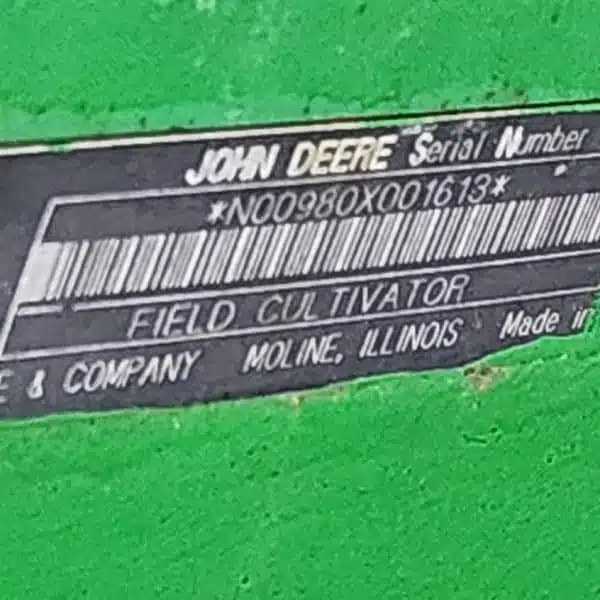 JOHN DEERE Serial Number
*N00980X001613*
FIELD CULTIVATOR
E & COMPANY MOLINE, ILLINOIS Made in